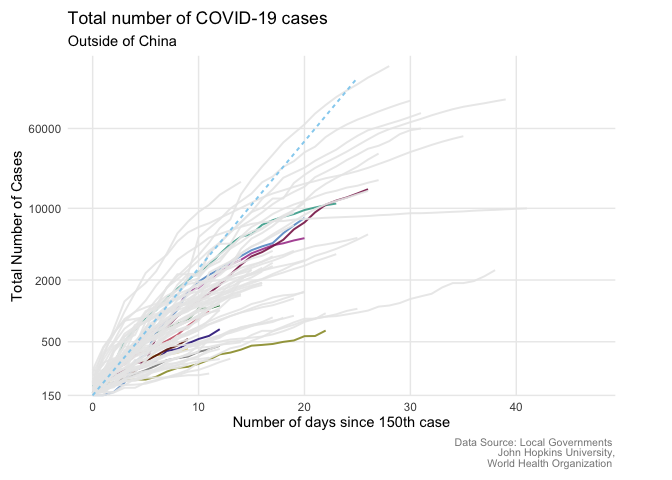 Total number of COVID-19 cases
Outside of China
Total Number of Cases
60000
10000
2000
500
150
0
10
20
30
40
Number of days since 150th case
Data Source: Local Governments
John Hopkins University,
World Health Organization